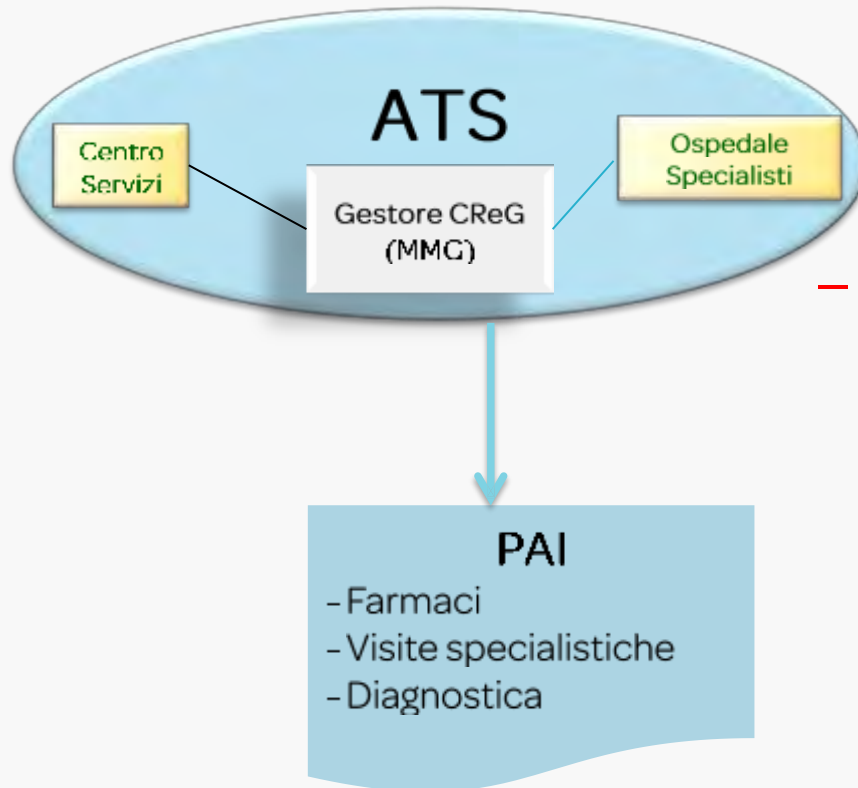 ATS
Centro
Servizi
Gestore CReG
(MMG)
Ospedale
Specialisti
PAI
- Farmaci
- Visite specialistiche
- Diagnostica